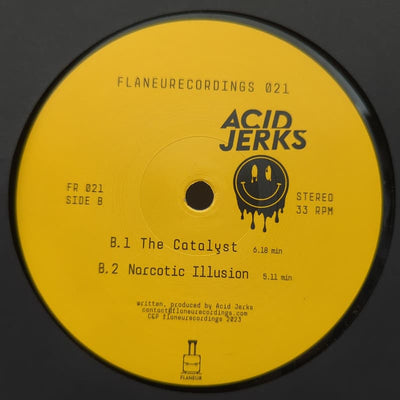 FLANEURECORDINGS 021
ACID
JERKS
FR 021
SIDE B
STEREO
33 RPM
B.1 The Catalyst 6.18 min
B.2 Narcotic Illusion 5.11 min
written, produced by Acid Jerks
contact@flaneurecordings.com
C&P flaneurecordings 2023
FLANEUR